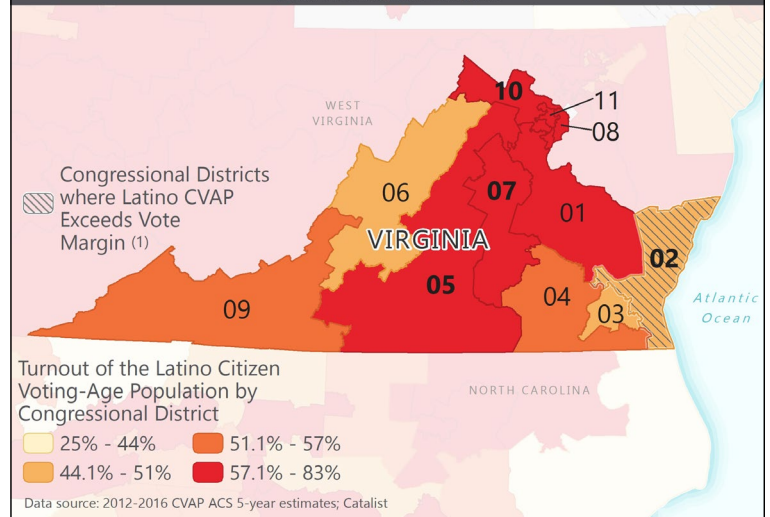 10
11
08
WEST
VIRGINIA
Congressional Districts
where Latino CVAP
Exceeds Vote
Margin (1)
06
07
01
VIRGINIA
02
05
04
03
09
Atlantic
Ocean
Turnout of the Latino Citizen
Voting-Age Population by
Congressional District
NORTH CAROLINA
25% - 44%
51.1% - 57%
44.1% - 51%
57.1% - 83%
Data source: 2012-2016 CVAP ACS 5-year estimates; Catalist